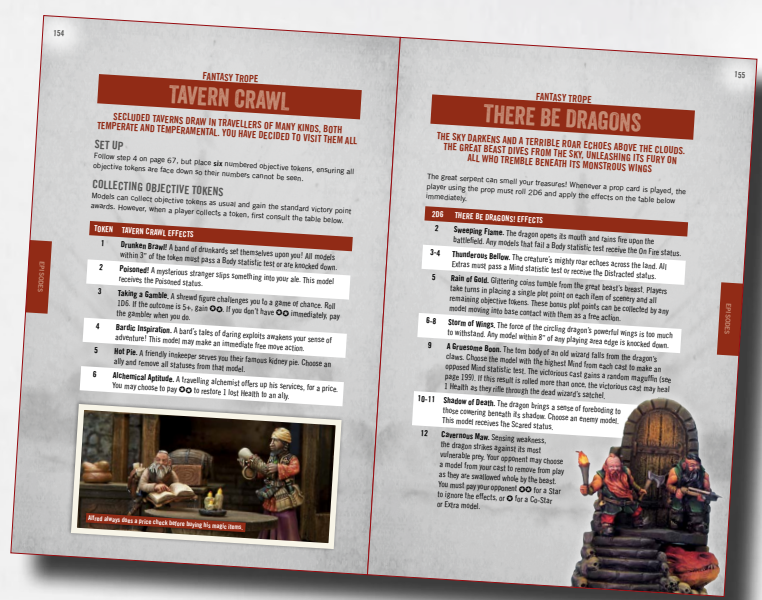 154
FANTASY TROPE
TAVERN CRAWL
SECLUDED TAVERNS DRAW IN TRAVELLERS OF MANY KINDS, BOTH
TEMPERATE AND TEMPERAMENTAL. YOU HAVE DECIDED TO VISIT THEM ALL
SET UP
Follow step 4 on page 67, but place six numbered objective tokens, ensuring all
objective tokens are face down so their numbers cannot be seen.
COLLECTING OBJECTIVE TOKENS
Models can collect objective tokens as usual and gain the standard victory point
awards. However, when a player collects a token, first consult the table below.
TOKEN TAVERN CRAWL EFFECTS
1 Drunken Brawl! A band of drunkards set themselves upon you! All models
within 3" of the token must pass a Body statistic test or are knocked down.
2 Poisoned! A mysterious stranger slips something into your ale. This model
receives the Poisoned status.
3 Taking a Gamble. A shrewd figure challenges you to a game of chance. Roll
1D6. If the outcome is 5+, gain ✪✪. If you don't have ✪✪ immediately, pay
the gambler when you do.
4 Bardic Inspiration. A bard's tales of daring exploits awakens your sense of
adventure! This model may make an immediate free move action.
5 Hot Pie. A friendly innkeeper serves you their famous kidney pie. Choose an
ally and remove all statuses from that model.
6 Alchemical Aptitude. A travelling alchemist offers up his services, for a price.
You may choose to pay ✪✪ to restore 1 lost Health to an ally.
Alfred always does a price check before buying his magic items.
EPISODES
155
FANTASY TROPE
THERE BE DRAGONS
THE SKY DARKENS AND A TERRIBLE ROAR ECHOES ABOVE THE CLOUDS.
THE GREAT BEAST DIVES FROM THE SKY, UNLEASHING ITS FURY ON
ALL WHO TREMBLE BENEATH ITS MONSTROUS WINGS
The great serpent can smell your treasures! Whenever a prop card is played, the
player using the prop must roll 2D6 and apply the effects on the table below
immediately.
2D6 THERE BE DRAGONS! EFFECTS
2 Sweeping Flame. The dragon opens its mouth and rains fire upon the
battlefield. Any models that fail a Body statistic test receive the On Fire status.
3-4 Thunderous Bellow. The creature's mighty roar echoes across the land. All
Extras must pass a Mind statistic test or receive the Distracted status.
5 Rain of Gold. Glittering coins tumble from the great beast's breast. Players
take turns in placing a single plot point on each item of scenery and all
remaining objective tokens. These bonus plot points can be collected by any
model moving into base contact with them as a free action.
6-8 Storm of Wings. The force of the circling dragon's powerful wings is too much
to withstand. Any model within 8" of any playing area edge is knocked down.
9 A Gruesome Boon. The torn body of an old wizard falls from the dragon's
claws. Choose the model with the highest Mind from each cast to make an
opposed Mind statistic test. The victorious cast gains a random maguffin (see
page 199). If this result is rolled more than once, the victorious cast may heal
1 Health as they rifle through the dead wizard's satchel.
10-11 Shadow of Death. The dragon brings a sense of foreboding to
those cowering beneath its shadow. Choose an enemy model.
This model receives the Scared status.
12 Cavernous Maw. Sensing weakness,
the dragon strikes against its most
vulnerable prey. Your opponent may choose
a model from your cast to remove from play
as they are swallowed whole by the beast.
You must pay your opponent ✪✪ for a Star
to ignore the effects, or ✪ for a Co-Star
or Extra model.
EPISODES